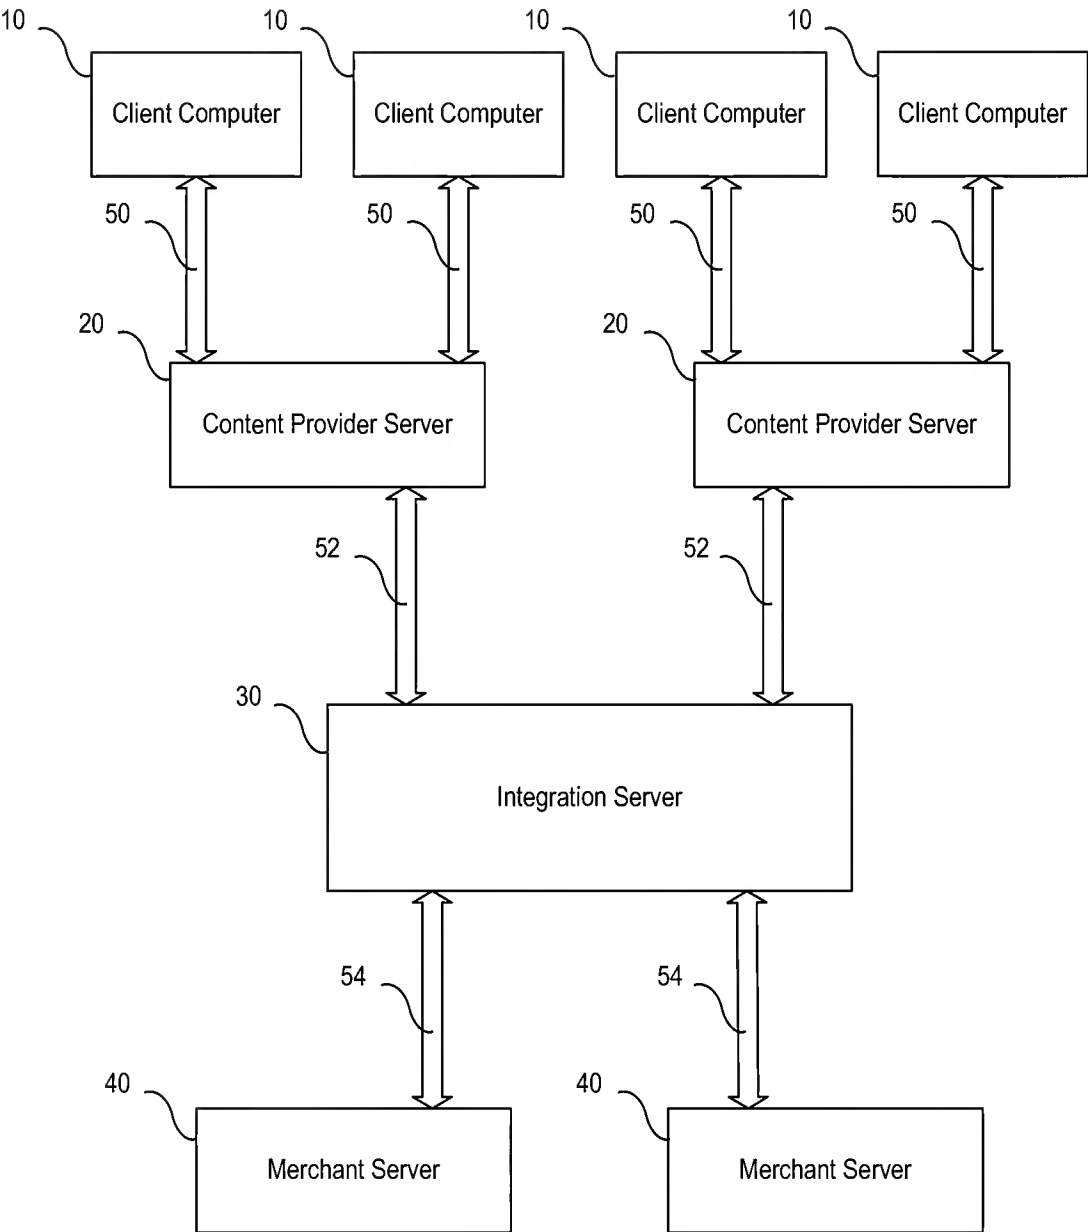 10 10 10 10
Client Computer Client Computer Client Computer Client Computer
50 50 50 50
20 20
Content Provider Server Content Provider Server
52 52
30
Integration Server
54 54
40 40
Merchant Server Merchant Server